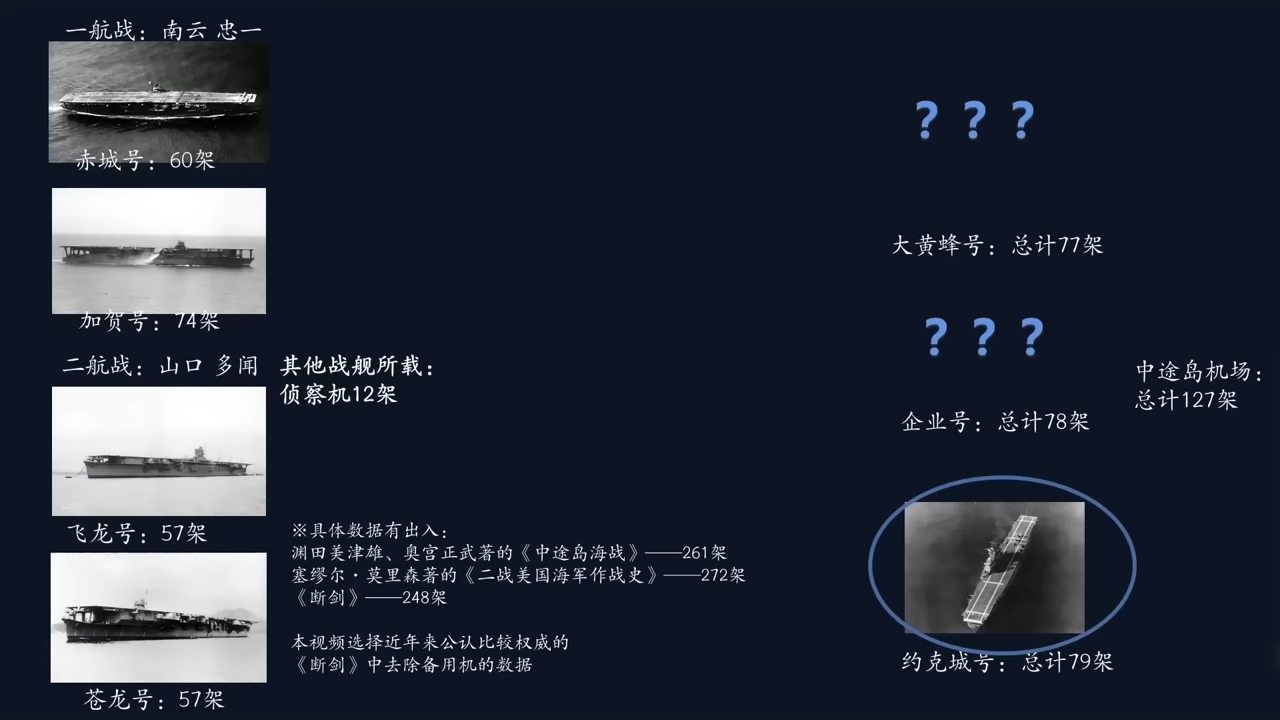 一航战：南云 忠一
赤城号：60架
加贺号：74架
二航战：山口 多闻
飞龙号：57架
苍龙号：57架
其他战舰所载：
侦察机12架
※具体数据有出入：
渊田美津雄、奥宫正武著的《中途岛海战》——261架
塞缪尔·莫里森著的《二战美国海军作战史》——272架
《断剑》——248架
本视频选择近年来公认比较权威的
《断剑》中去除备用机的数据
？？？
大黄蜂号：总计77架
？？？
企业号：总计78架
中途岛机场：
总计127架
约克城号：总计79架